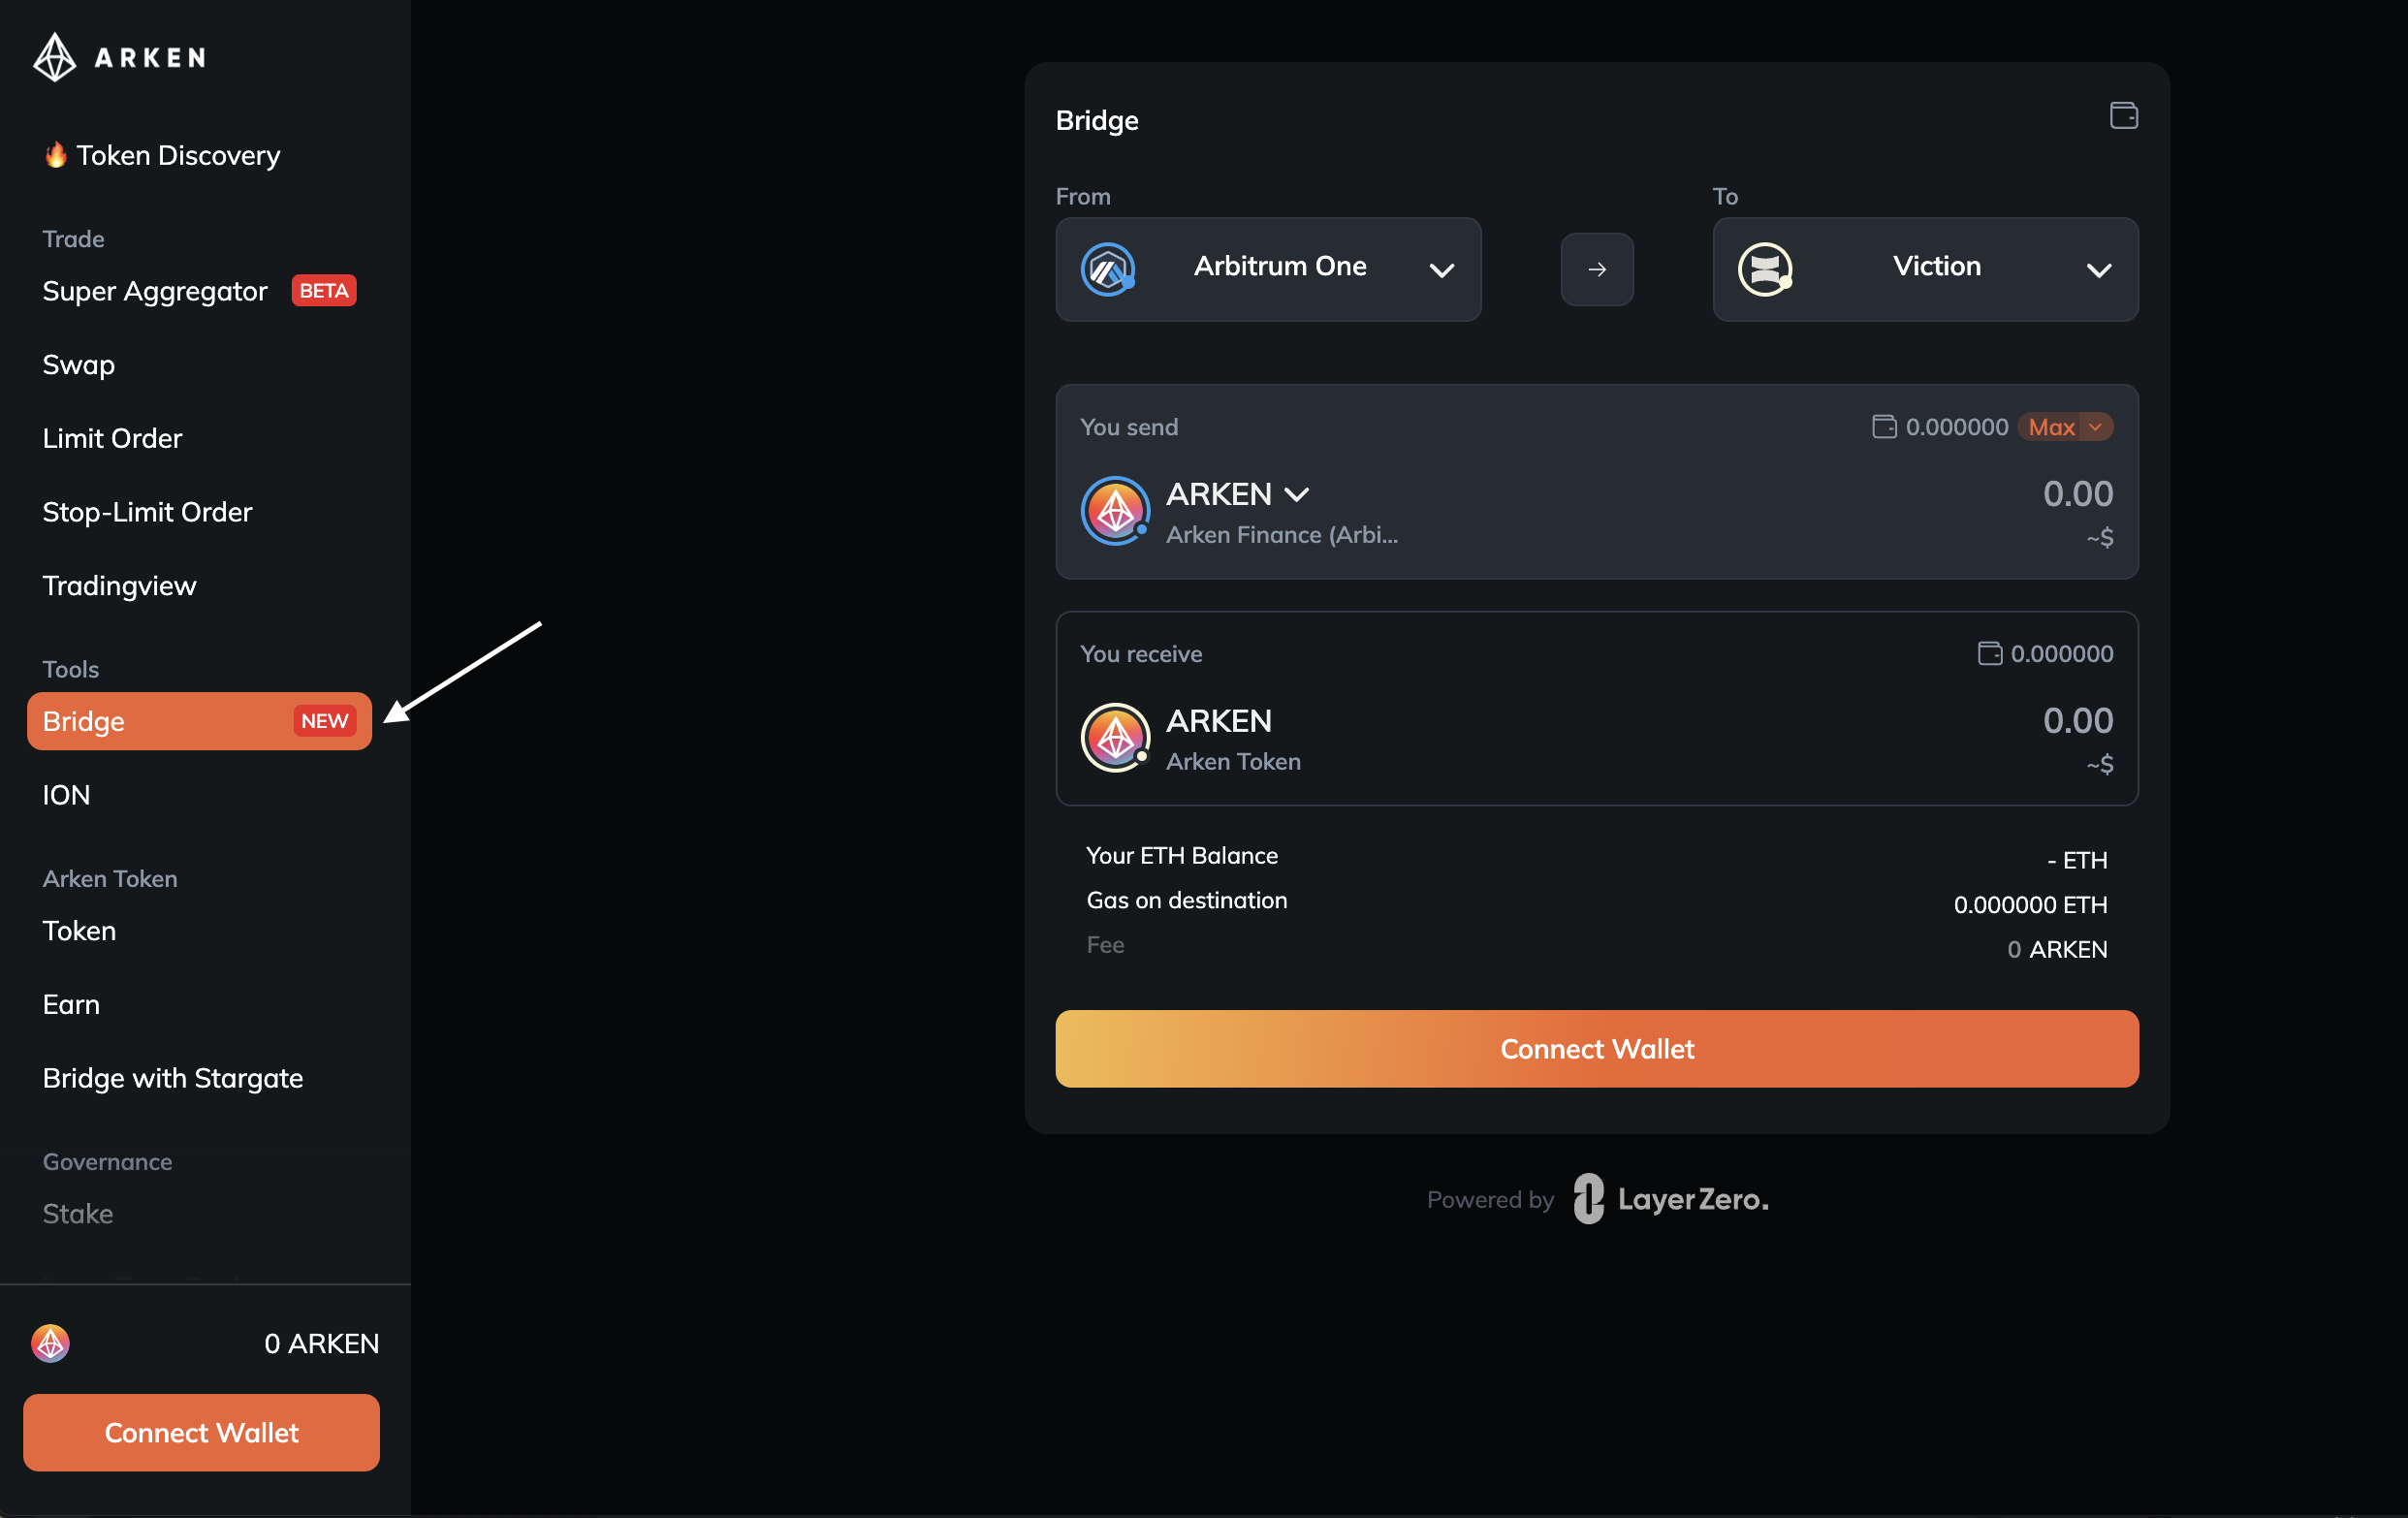 ARKEN
Token Discovery
Trade
Super Aggregator BETA
Swap
Limit Order
Stop-Limit Order
Tradingview
Tools
Bridge NEW
ION
Arken Token
Token
Earn
Bridge with Stargate
Governance
Stake
0 ARKEN
Connect Wallet
Bridge
From
Arbitrum One
To
Viction
You send
0.000000 Max
ARKEN
0.00
Arken Finance (Arbi...
~$
You receive
0.000000
ARKEN
0.00
Arken Token
~$
Your ETH Balance
- ETH
Gas on destination
0.000000 ETH
Fee
0 ARKEN
Connect Wallet
Powered by LayerZero.